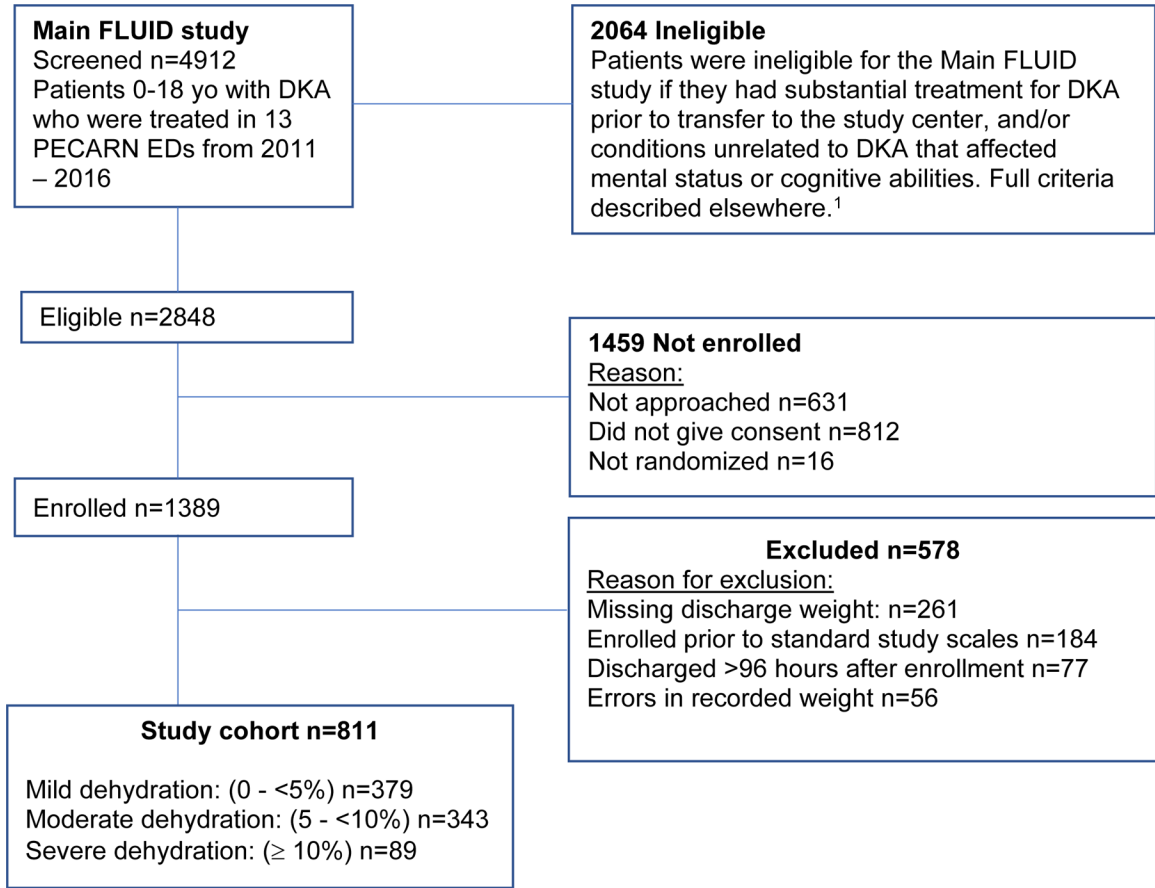 Main FLUID study
Screened n=4912
Patients 0-18 yo with DKA
who were treated in 13
PECARN EDs from 2011
– 2016
2064 Ineligible
Patients were ineligible for the Main FLUID
study if they had substantial treatment for DKA
prior to transfer to the study center, and/or
conditions unrelated to DKA that affected
mental status or cognitive abilities. Full criteria
described elsewhere.¹
Eligible n=2848
1459 Not enrolled
Reason:
Not approached n=631
Did not give consent n=812
Not randomized n=16
Enrolled n=1389
Excluded n=578
Reason for exclusion:
Missing discharge weight: n=261
Enrolled prior to standard study scales n=184
Discharged >96 hours after enrollment n=77
Errors in recorded weight n=56
Study cohort n=811
Mild dehydration: (0 - <5%) n=379
Moderate dehydration: (5 - <10%) n=343
Severe dehydration: (≥ 10%) n=89